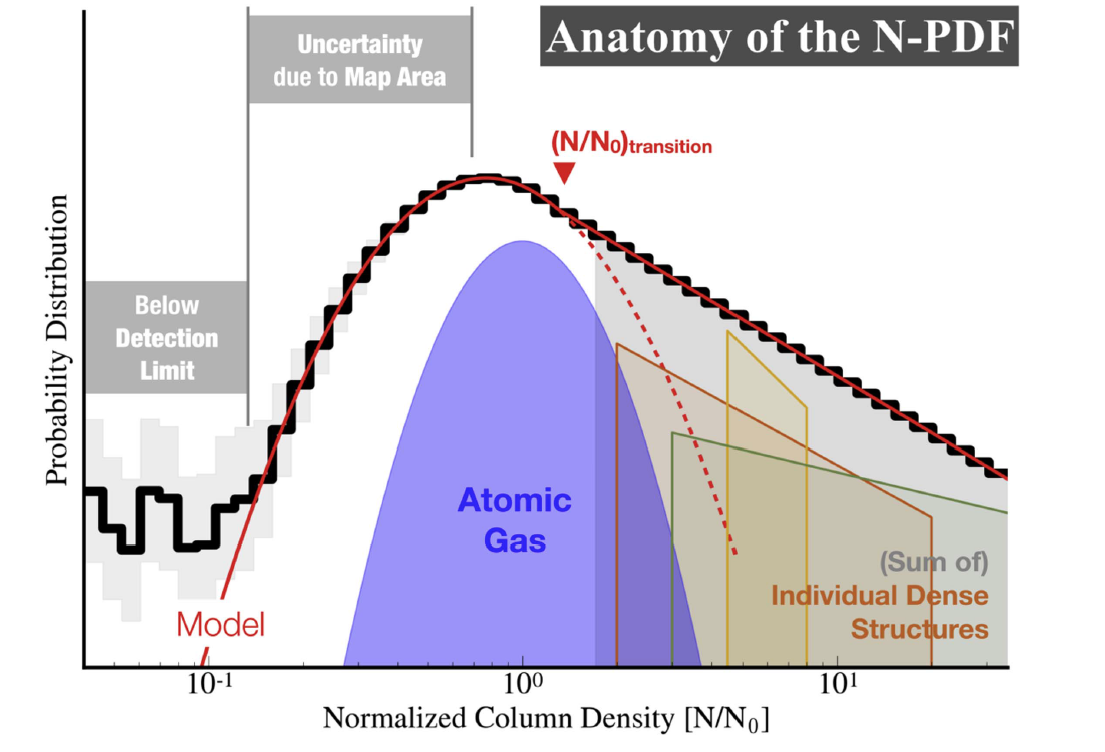 Anatomy of the N-PDF
Uncertainty
due to Map Area
(N/N₀)transition
Below
Detection
Limit
Probability Distribution
Atomic
Gas
(Sum of)
Individual Dense
Structures
Model
10⁻¹
10⁰
10¹
Normalized Column Density [N/N₀]